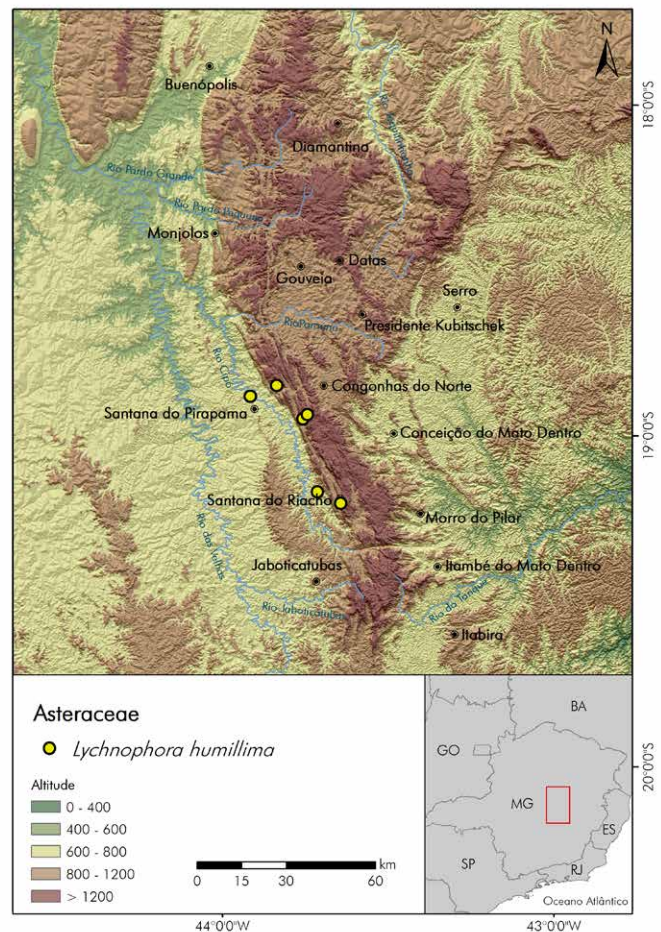 N
Buenópolis
Diamantina
Rio Pardo Grande
Rio Pardo Pequeno
Monjolos
Datas
Gouveia
Serro
Presidente Kubitschek
Rio Cipó
Congonhas do Norte
Santana do Pirapama
Conceição do Mato Dentro
Santana do Riacho
Morro do Pilar
Rio das Velhas
Jaboticatubas
Itambé do Mato Dentro
Rio Jaboticatubas
Rio do Tanque
Itabira
18°0'0"S
19°0'0"S
20°0'0"S
Asteraceae
Lychnophora humillima
Altitude
0 - 400
400 - 600
600 - 800
800 - 1200
> 1200
km
0 15 30 60
BA
GO
MG
ES
SP
RJ
Oceano Atlântico
44°0'0"W
43°0'0"W